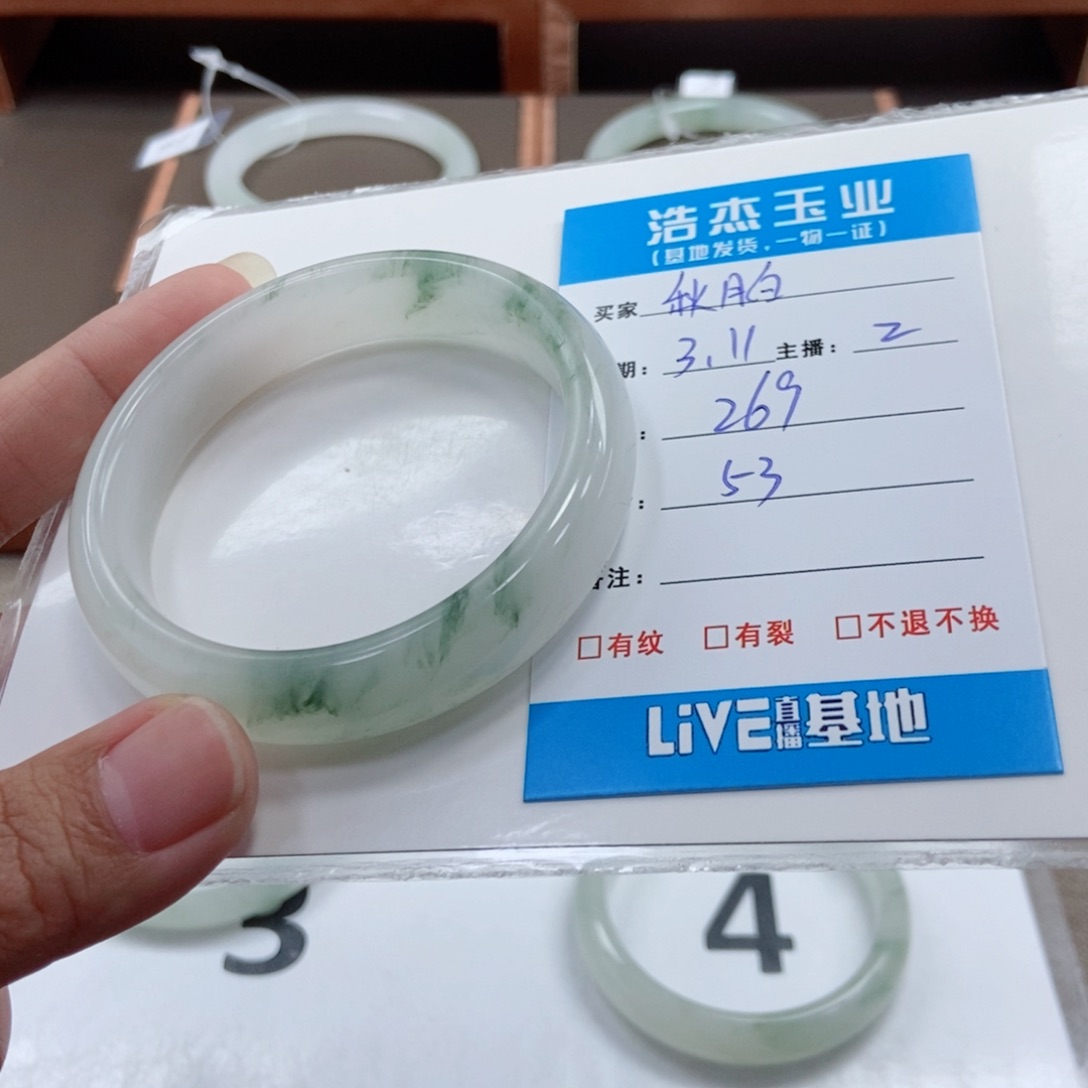 浩杰玉业
(基地发货,一物一证)
买家 秋月白
期: 3.11 主播: 2
: 269
: 53
备注:
□有纹 □有裂 □不退不换
LiVE直播基地
3
4